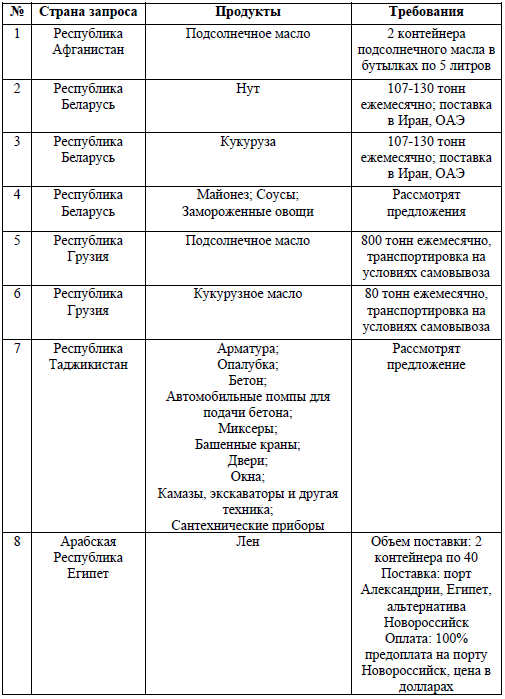 № Страна запроса Продукты Требования
1 Республика Афганистан Подсолнечное масло 2 контейнера
подсолнечного масла в
бутылках по 5 литров
2 Республика Беларусь Нут 107-130 тонн
ежемесячно; поставка
в Иран, ОАЭ
3 Республика Беларусь Кукуруза 107-130 тонн
ежемесячно; поставка
в Иран, ОАЭ
4 Республика Беларусь Майонез; Соусы;
Замороженные овощи
Рассмотрят
предложения
5 Республика Грузия Подсолнечное масло 800 тонн ежемесячно,
транспортировка на
условиях самовывоза
6 Республика Грузия Кукурузное масло 80 тонн ежемесячно,
транспортировка на
условиях самовывоза
7 Республика Таджикистан Арматура;
Опалубка;
Бетон;
Автомобильные помпы для
подачи бетона;
Миксеры;
Башенные краны;
Двери;
Окна;
Камазы, экскаваторы и другая
техника;
Сантехнические приборы
Рассмотрят
предложение
8 Арабская
Республика
Египет
Лен
Объем поставки: 2
контейнера по 40
Поставка: порт
Александрии, Египет,
альтернатива
Новороссийск
Оплата: 100%
предоплата на порту
Новороссийск, цена в
долларах